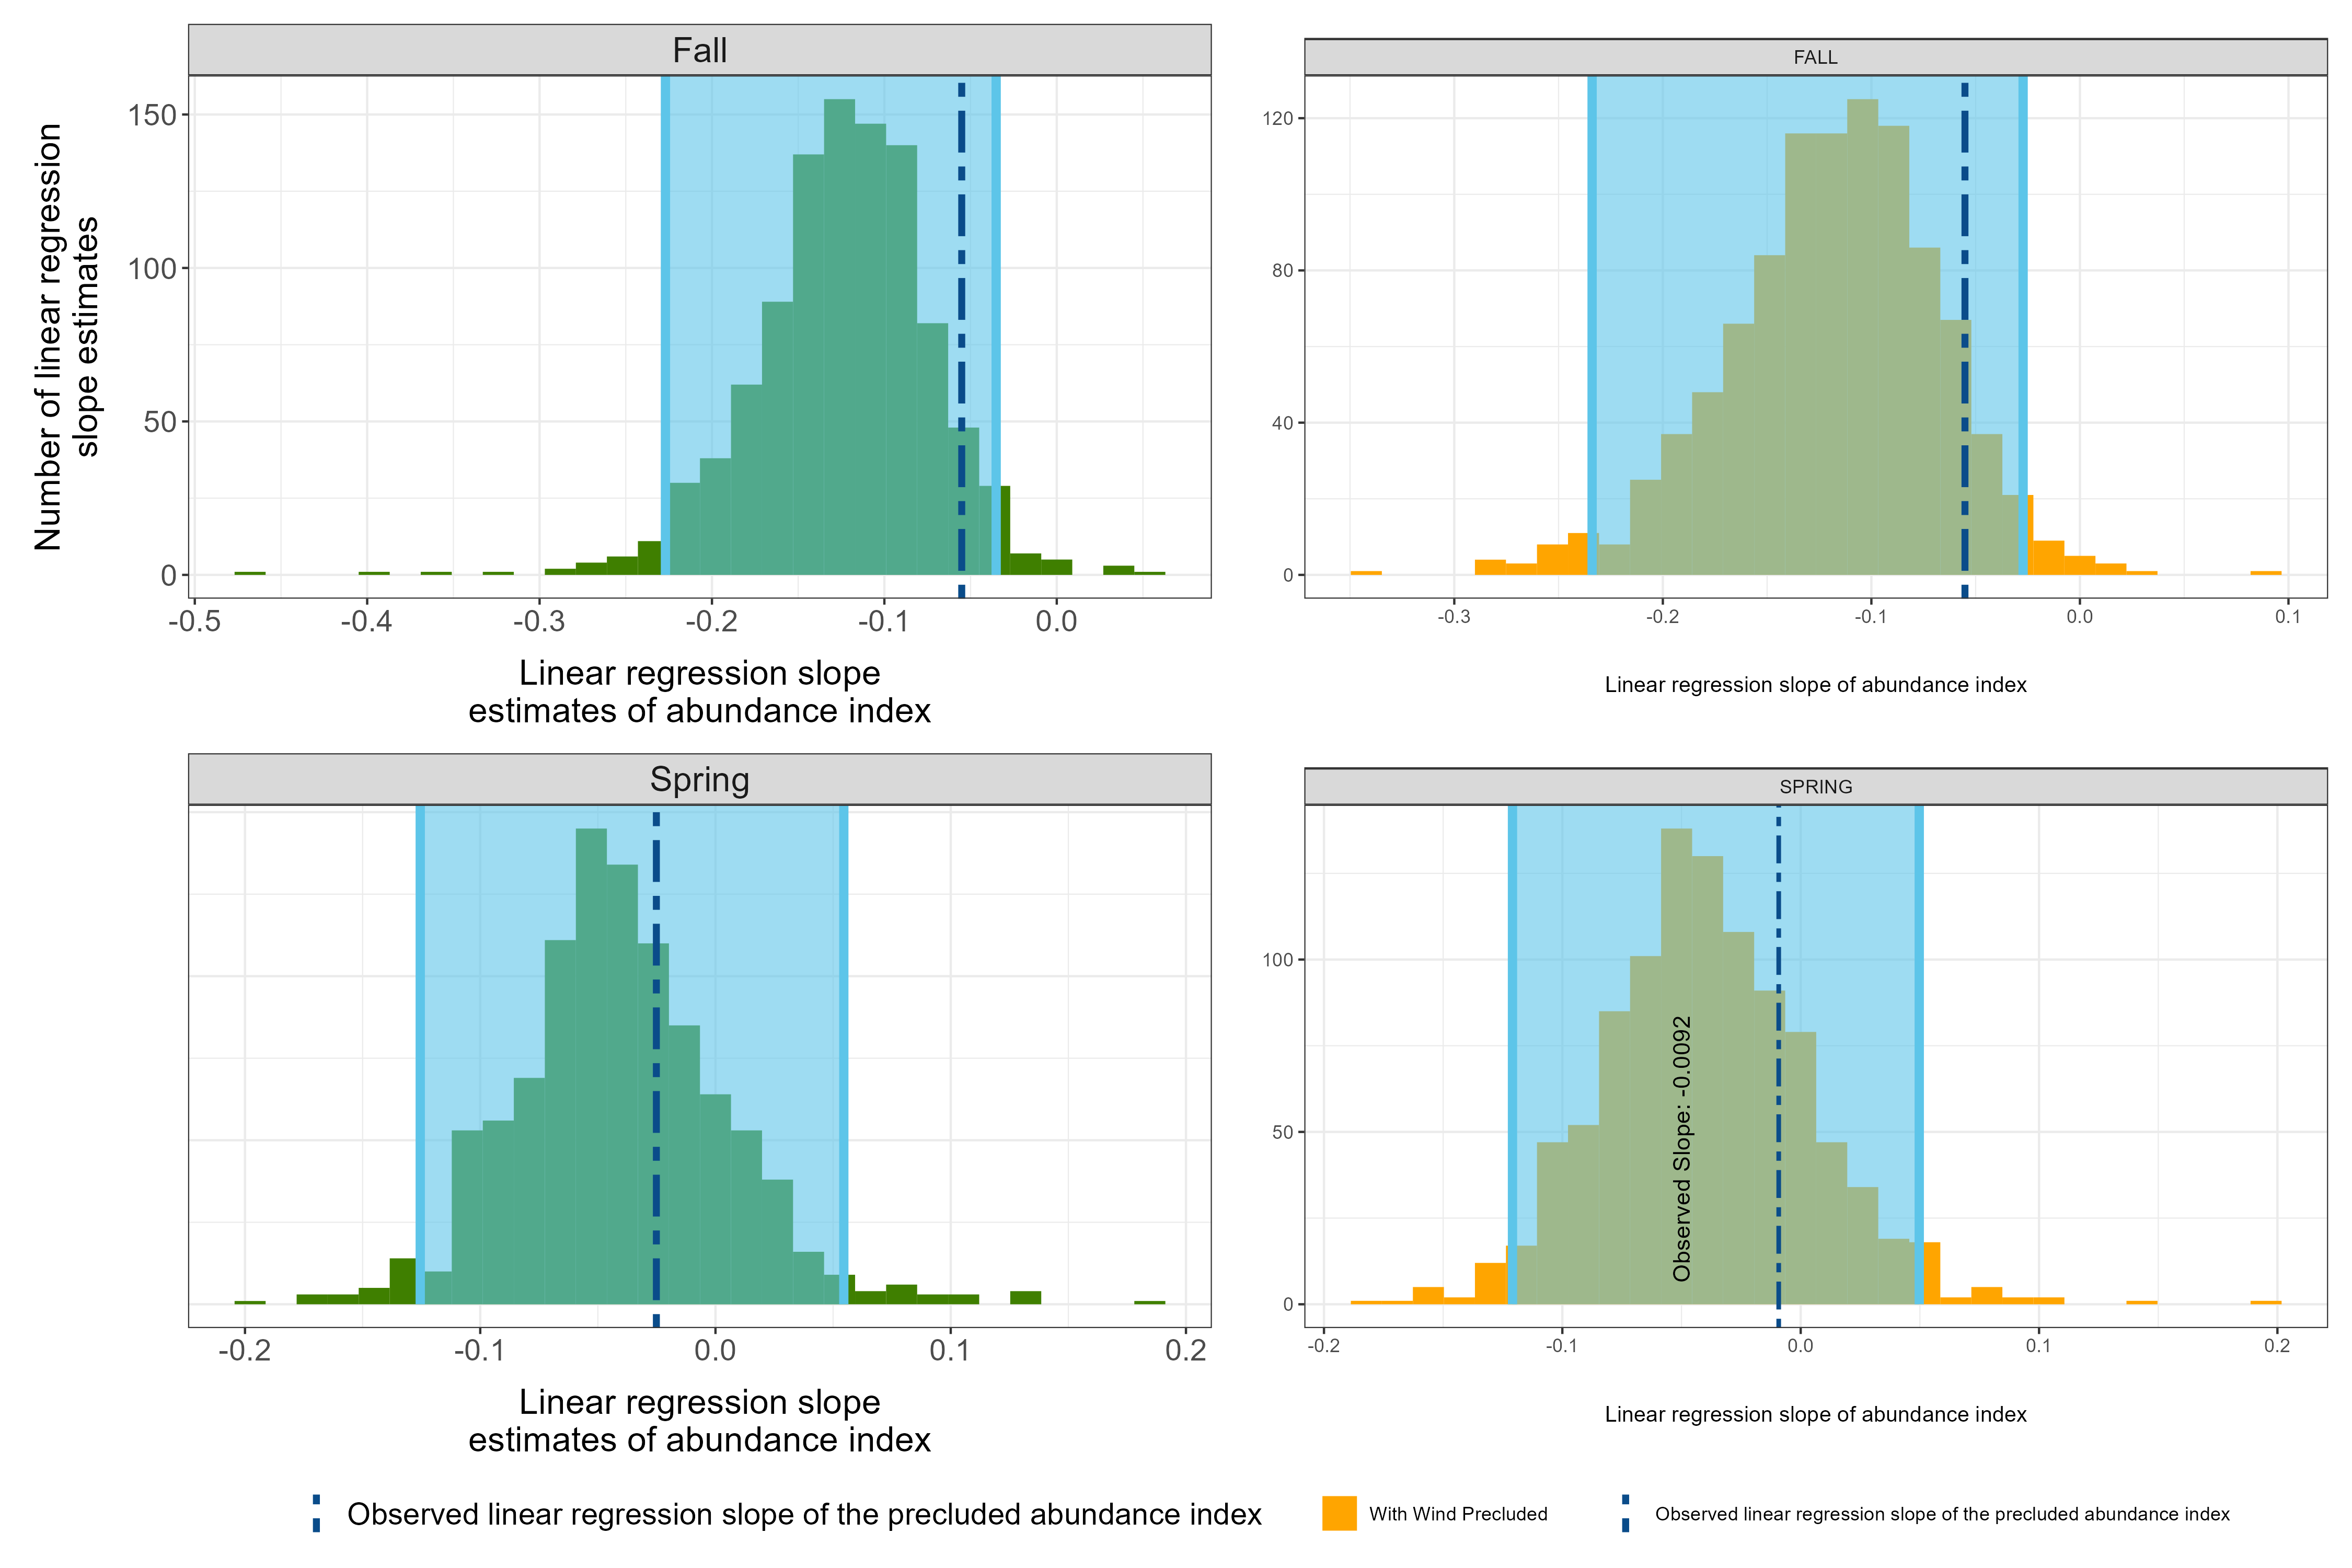 Fall
Number of linear regression
slope estimates
150
100
50
0
-0.5 -0.4 -0.3 -0.2 -0.1 0.0
Linear regression slope
estimates of abundance index
FALL
120
80
40
0
-0.3 -0.2 -0.1 0.0 0.1
Linear regression slope of abundance index
Spring
-0.2 -0.1 0.0 0.1 0.2
Linear regression slope
estimates of abundance index
SPRING
100
50
0
Observed Slope: -0.0092
-0.2 -0.1 0.0 0.1 0.2
Linear regression slope of abundance index
Observed linear regression slope of the precluded abundance index
With Wind Precluded
Observed linear regression slope of the precluded abundance index